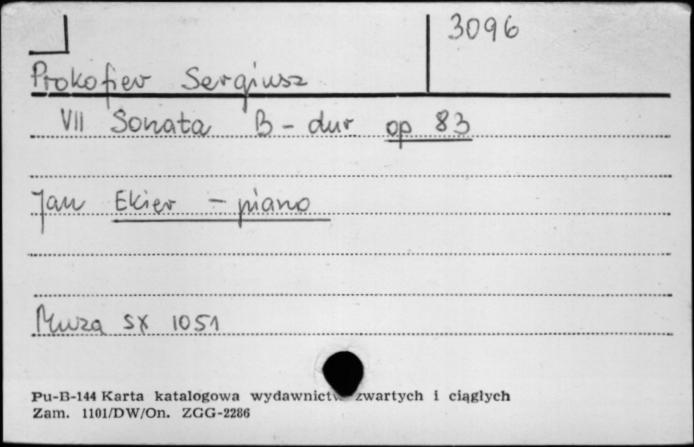 3096
Prokofiev Sergiusz
VII Sonata B-dur op 83
Jan Ekier - piano
Muza SX 1051
Pu-B-144 Karta katalogowa wydawnictw zwartych i ciągłych
Zam. 1101/DW/On. ZGG-2286